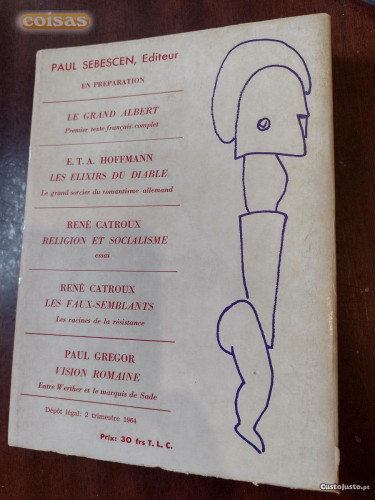 coisas
PAUL SEBESCEN, Editeur
EN PREPARATION
LE GRAND ALBERT
Premier texte français complet
E. T. A. HOFFMANN
LES ELIXIRS DU DIABLE
Le grand sorcier du romantisme allemand
RENÉ CATROUX
RELIGION ET SOCIALISME
essai
RENÉ CATROUX
LES FAUX-SEMBLANTS
Les racines de la résistance
PAUL GREGOR
VISION ROMAINE
Entre Werther et le marquis de Sade
Dépôt légal: 2 trimestre 1964
Prix: 30 frs T. L. C.
CustoJusto.pt